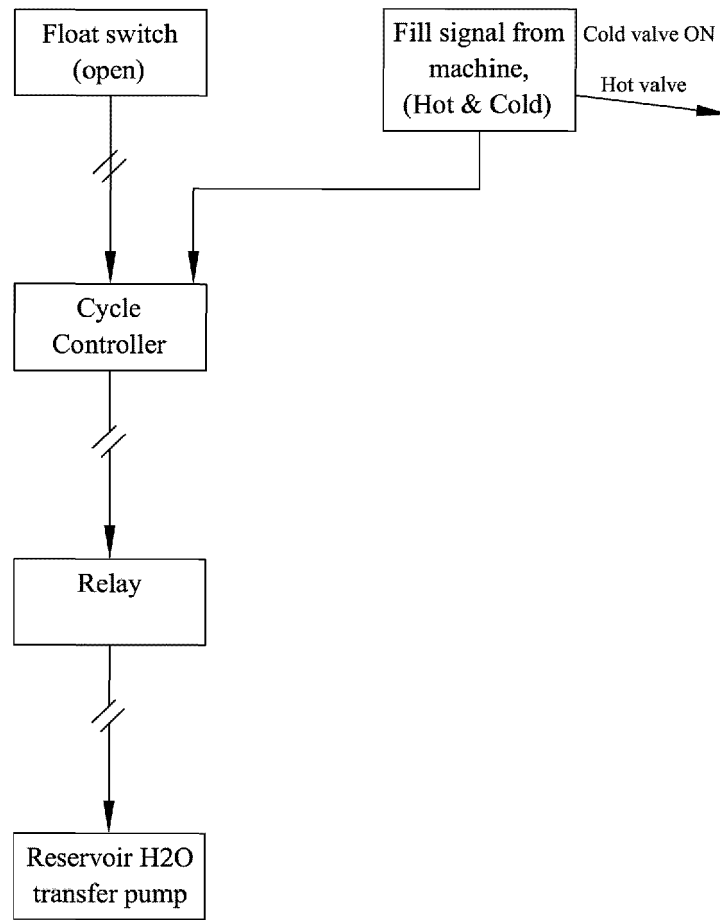 Float switch
(open)
Fill signal from
machine,
(Hot & Cold)
Cold valve ON
Hot valve
Cycle
Controller
Relay
Reservoir H2O
transfer pump